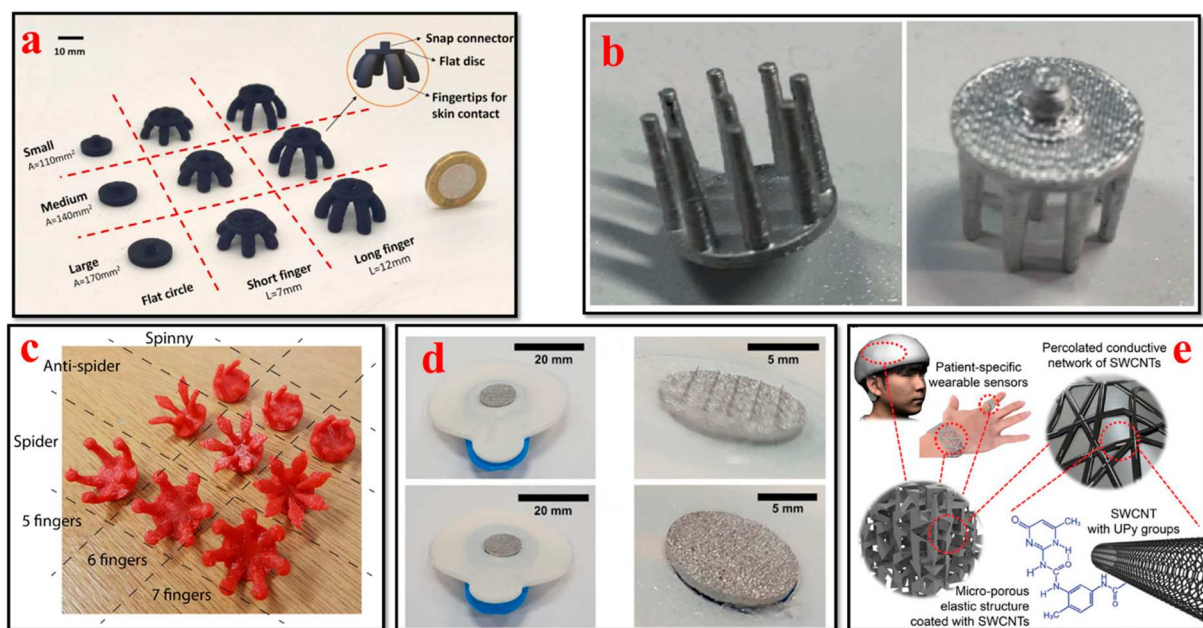 a
10 mm
Snap connector
Flat disc
Fingertips for
skin contact
Small
A=110mm²
Medium
A=140mm²
Large
A=170mm²
Flat circle
Short finger
L=7mm
Long finger
L=12mm
b
c
Spinny
Anti-spider
Spider
5 fingers
6 fingers
7 fingers
d
20 mm
5 mm
20 mm
5 mm
e
Patient-specific
wearable sensors
Percolated conductive
network of SWCNTs
SWCNT
with UPy groups
Micro-porous
elastic structure
coated with SWCNTs
O
CH₃
N
N
H
N
O
H
N
H
CH₃
H
N
O